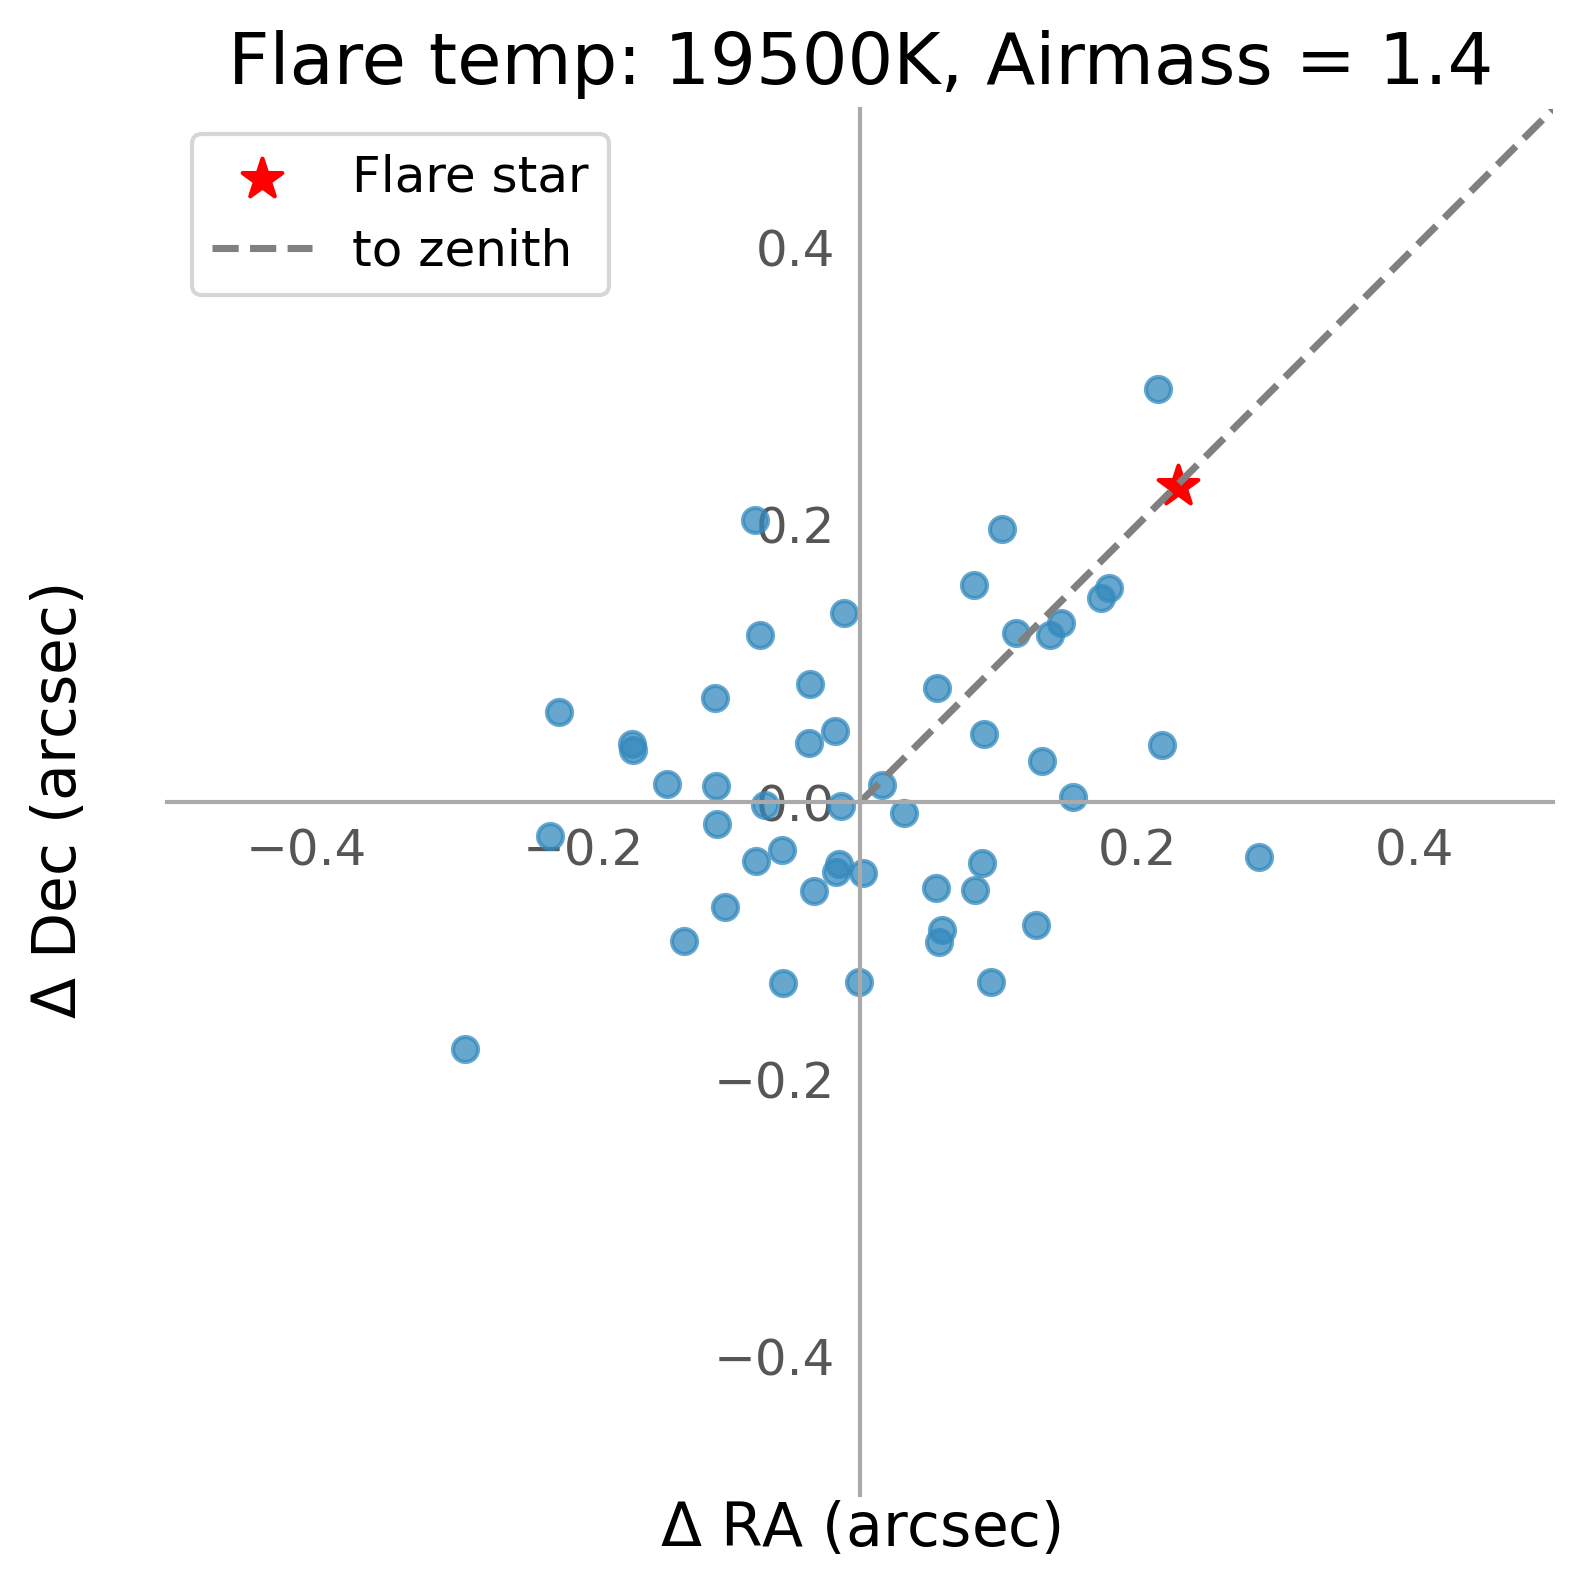 Flare temp: 19500K, Airmass = 1.4
Flare star
to zenith
0.4
0.2
0.0
−0.4
−0.2
0.2
0.4
−0.2
−0.4
Δ Dec (arcsec)
Δ RA (arcsec)